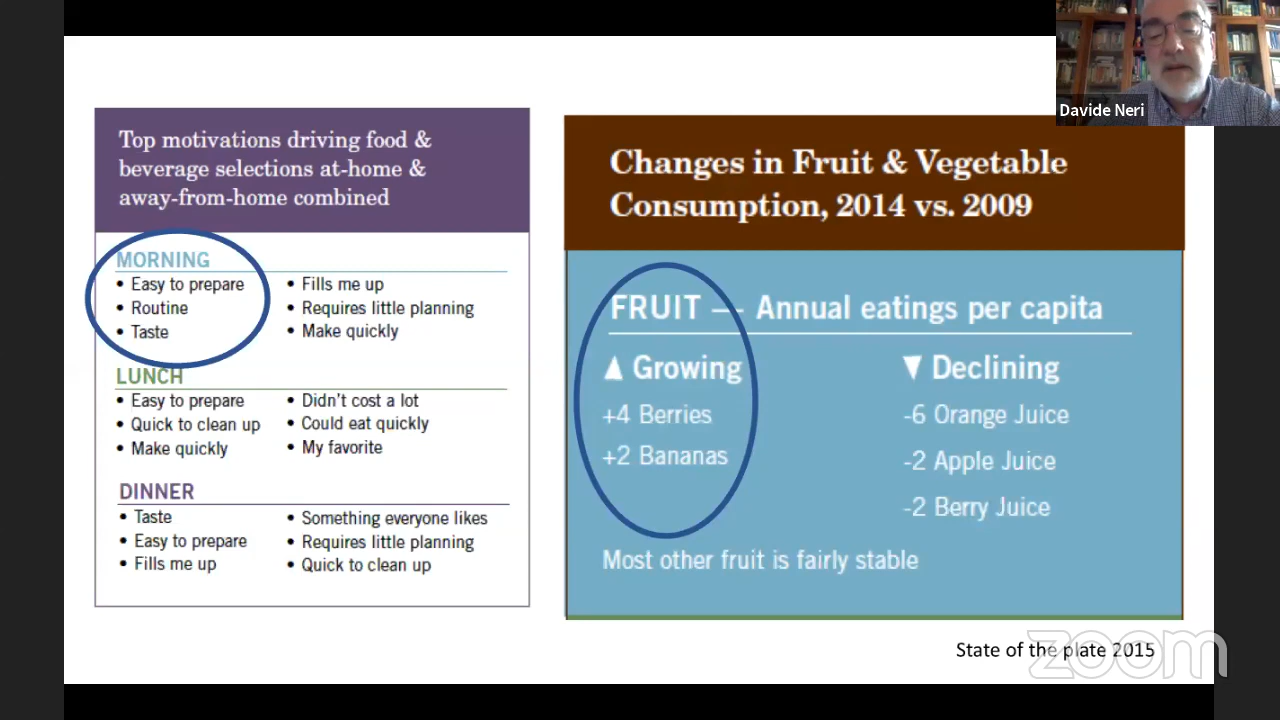 Davide Neri
Top motivations driving food &
beverage selections at-home &
away-from-home combined
MORNING
• Easy to prepare
• Routine
• Taste
• Fills me up
• Requires little planning
• Make quickly
LUNCH
• Easy to prepare
• Quick to clean up
• Make quickly
• Didn't cost a lot
• Could eat quickly
• My favorite
DINNER
• Taste
• Easy to prepare
• Fills me up
• Something everyone likes
• Requires little planning
• Quick to clean up
Changes in Fruit & Vegetable
Consumption, 2014 vs. 2009
FRUIT — Annual eatings per capita
▲ Growing
+4 Berries
+2 Bananas
▼ Declining
-6 Orange Juice
-2 Apple Juice
-2 Berry Juice
Most other fruit is fairly stable
State of the plate 2015
zoom